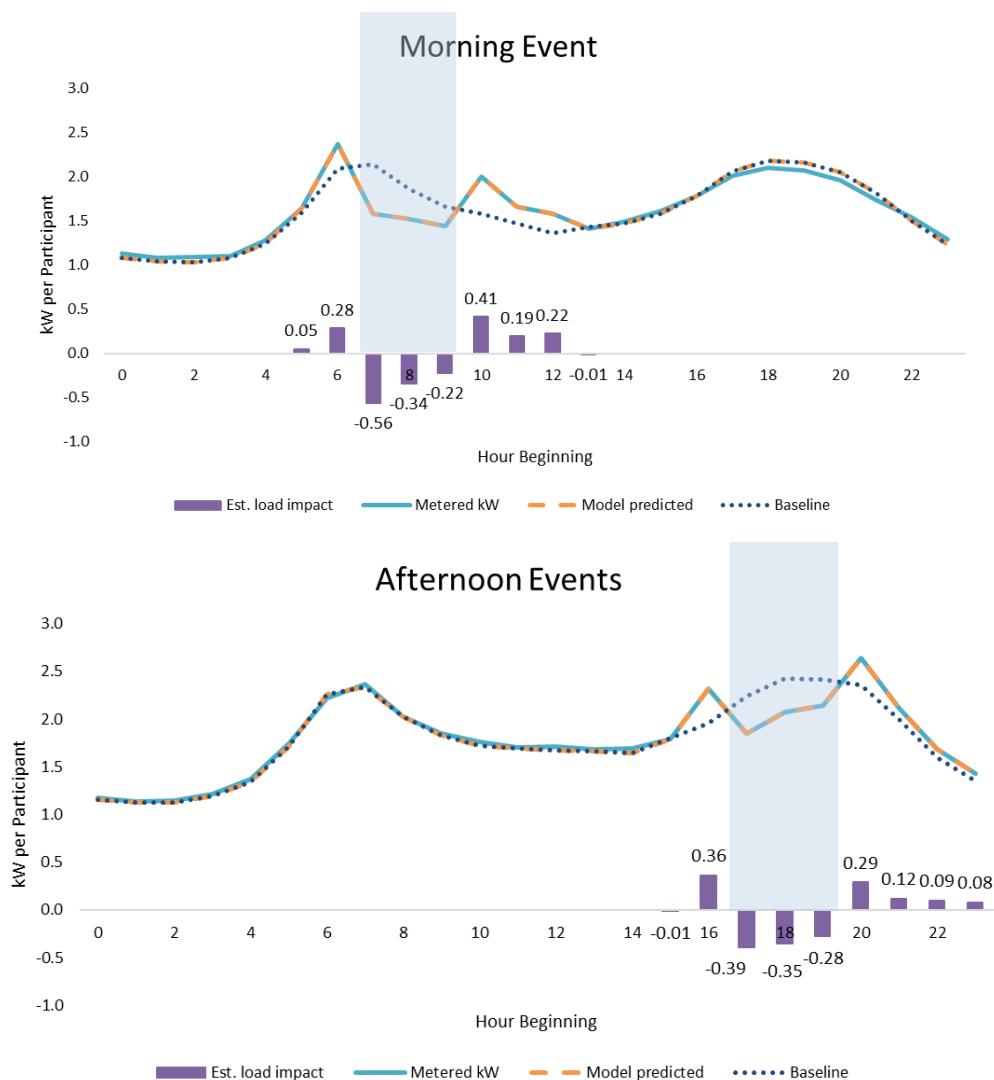 Morning Event
3.0
2.5
2.0
1.5
1.0
0.5
0.0
-0.5
-1.0
kW per Participant
0.05 0.28 0.41 0.19 0.22
0 2 4 6 8 10 12 -0.01 14 16 18 20 22
-0.56 -0.34 -0.22
Hour Beginning
Est. load impact Metered kW Model predicted Baseline
Afternoon Events
3.0
2.5
2.0
1.5
1.0
0.5
0.0
-0.5
-1.0
kW per Participant
0.36 0.29 0.12 0.09 0.08
0 2 4 6 8 10 12 14 -0.01 16 18 20 22
-0.39 -0.35 -0.28
Hour Beginning
Est. load impact Metered kW Model predicted Baseline